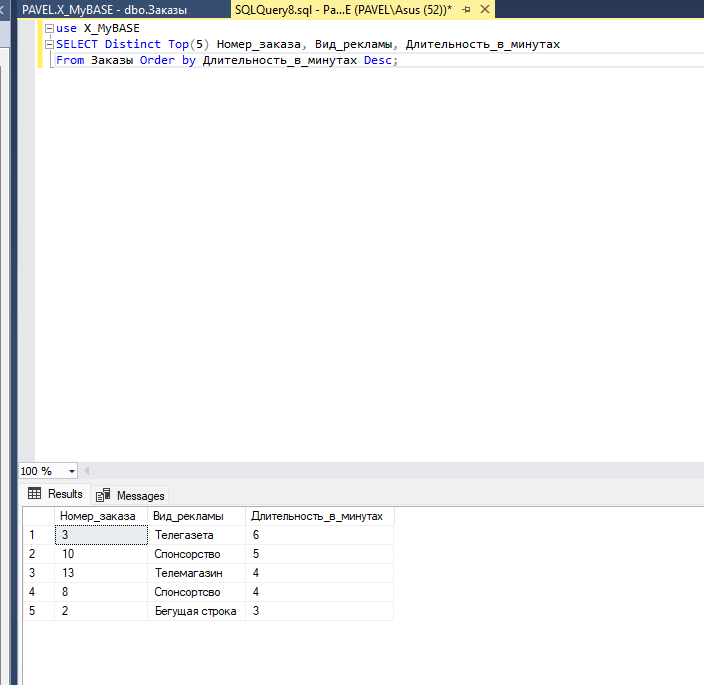 PAVEL.X_MyBASE - dbo.Заказы
SQLQuery8.sql - Pa...E (PAVEL\Asus (52))*
use X_MyBASE
SELECT Distinct Top(5) Номер_заказа, Вид_рекламы, Длительность_в_минутах
From Заказы Order by Длительность_в_минутах Desc;
100 %
Results Messages
Номер_заказа Вид_рекламы Длительность_в_минутах
1 3 Телегазета 6
2 10 Спонсорство 5
3 13 Телемагазин 4
4 8 Спонсортсво 4
5 2 Бегущая строка 3